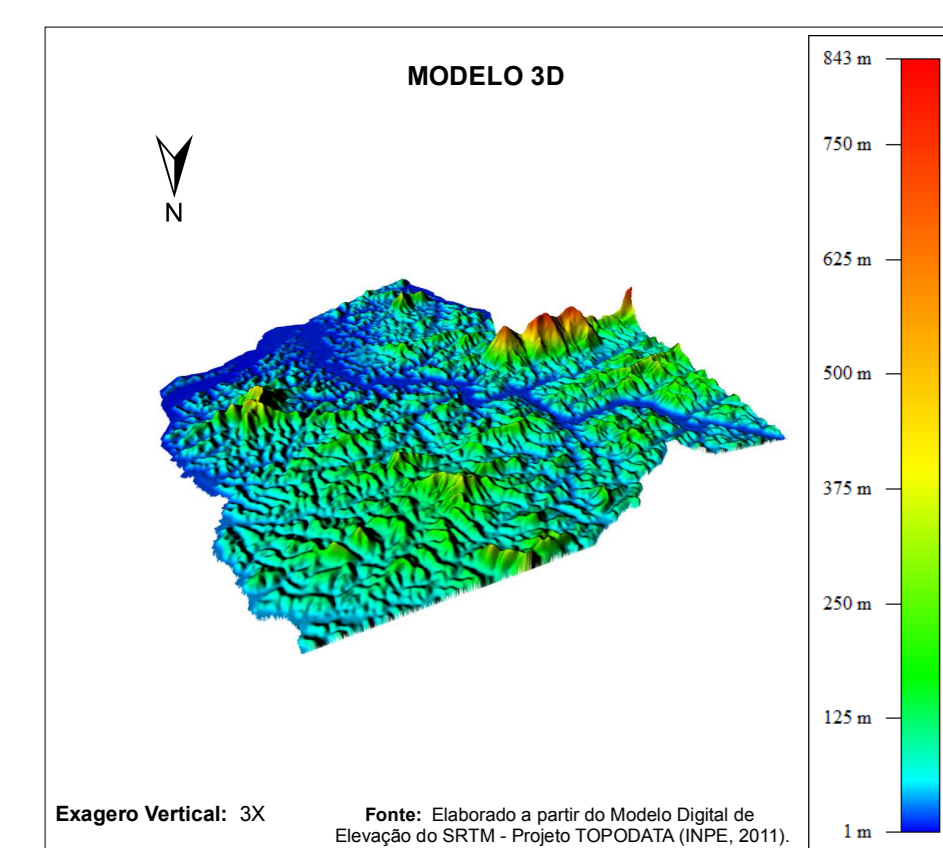 MODELO 3D
N
843 m
750 m
625 m
500 m
375 m
250 m
125 m
1 m
Exagero Vertical: 3X
Fonte: Elaborado a partir do Modelo Digital de
Elevação do SRTM - Projeto TOPODATA (INPE, 2011).